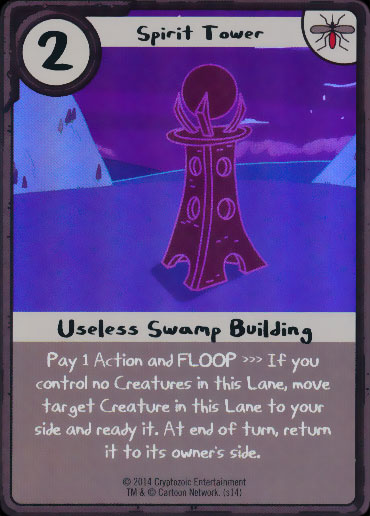 2
Spirit Tower
Useless Swamp Building
Pay 1 Action and FLOOP >>> If you
control no Creatures in this Lane, move
target Creature in this Lane to your
side and ready it. At end of turn, return
it to its owner's side.
© 2014 Cryptozoic Entertainment
TM & © Cartoon Network. (s14)